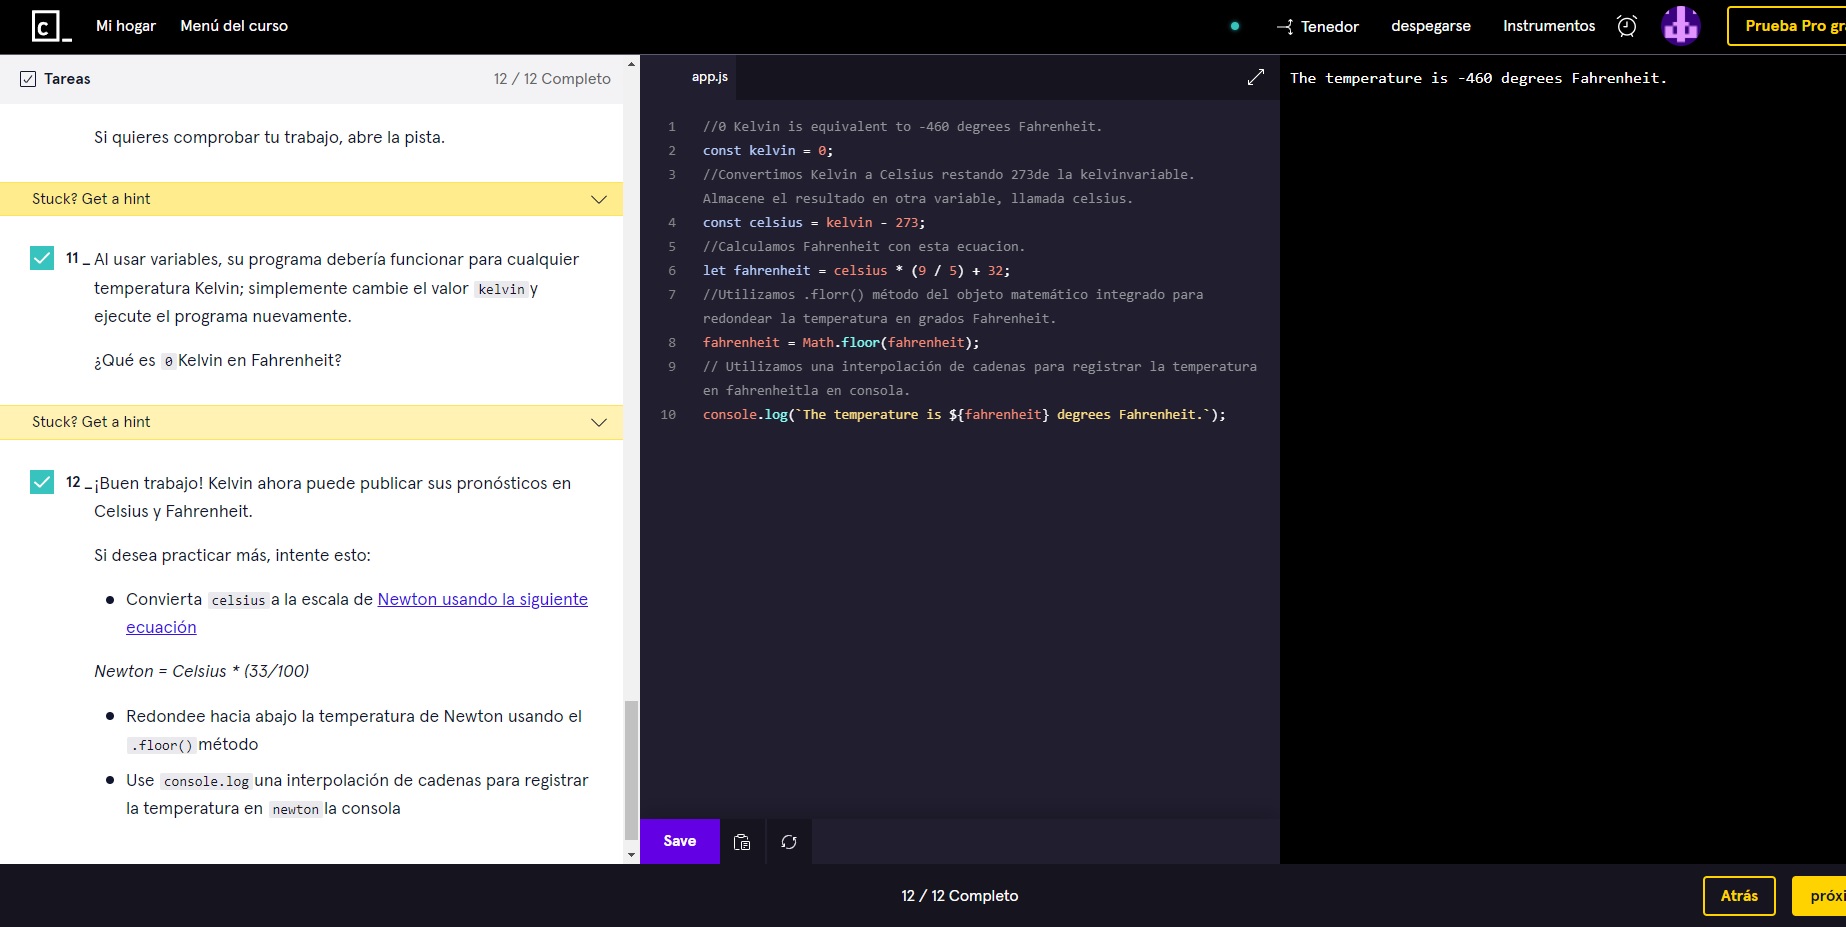 c_ Mi hogar Menú del curso Tenedor despegarse Instrumentos Prueba Pro gr
Tareas 12 / 12 Completo
Si quieres comprobar tu trabajo, abre la pista.
Stuck? Get a hint
11 _ Al usar variables, su programa debería funcionar para cualquier
temperatura Kelvin; simplemente cambie el valor kelvin y
ejecute el programa nuevamente.
¿Qué es 0 Kelvin en Fahrenheit?
Stuck? Get a hint
12 _ ¡Buen trabajo! Kelvin ahora puede publicar sus pronósticos en
Celsius y Fahrenheit.
Si desea practicar más, intente esto:
Convierta celsius a la escala de Newton usando la siguiente
ecuación
Newton = Celsius * (33/100)
Redondee hacia abajo la temperatura de Newton usando el
.floor() método
Use console.log una interpolación de cadenas para registrar
la temperatura en newton la consola
app.js
1 //0 Kelvin is equivalent to -460 degrees Fahrenheit.
2 const kelvin = 0;
3 //Convertimos Kelvin a Celsius restando 273de la kelvinvariable.
Almacene el resultado en otra variable, llamada celsius.
4 const celsius = kelvin - 273;
5 //Calculamos Fahrenheit con esta ecuacion.
6 let fahrenheit = celsius * (9 / 5) + 32;
7 //Utilizamos .florr() método del objeto matemático integrado para
redondear la temperatura en grados Fahrenheit.
8 fahrenheit = Math.floor(fahrenheit);
9 // Utilizamos una interpolación de cadenas para registrar la temperatura
en fahrenheitla en consola.
10 console.log(`The temperature is ${fahrenheit} degrees Fahrenheit.`);
Save
The temperature is -460 degrees Fahrenheit.
12 / 12 Completo
Atrás
próxi